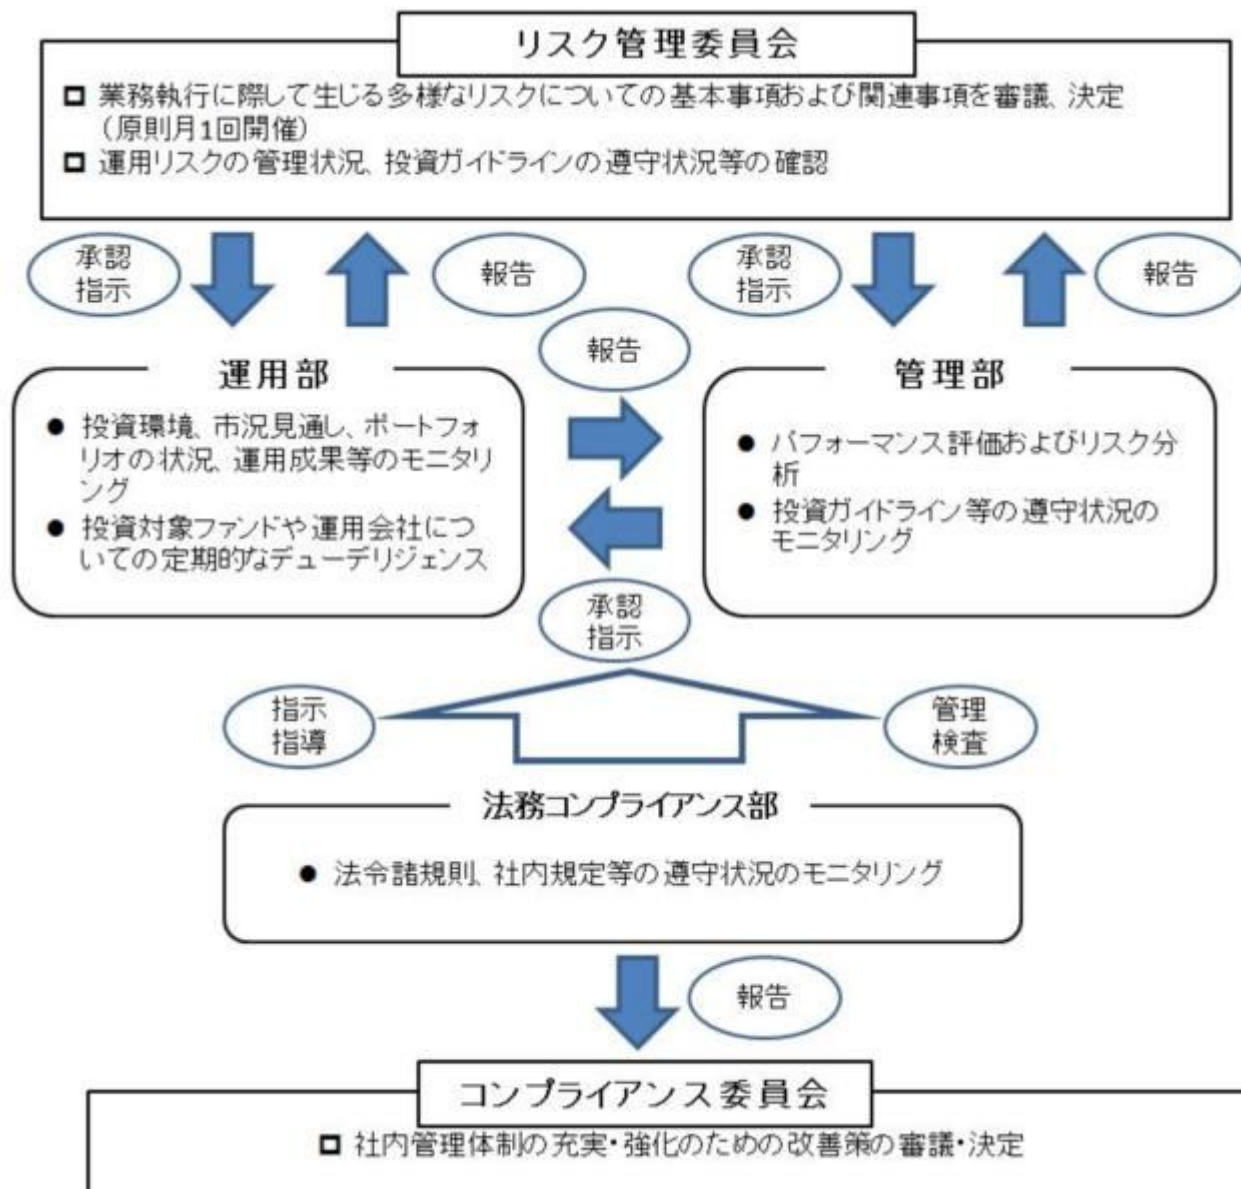 リスク管理委員会
業務執行に際して生じる多様なリスクについての基本事項および関連事項を審議、決定
（原則月1回開催）
運用リスクの管理状況、投資ガイドラインの遵守状況等の確認
承認
指示
報告
承認
指示
報告
報告
運用部
投資環境、市況見通し、ポートフォ
リオの状況、運用成果等のモニタリ
ング
投資対象ファンドや運用会社につ
いての定期的なデューデリジェンス
管理部
パフォーマンス評価およびリスク分
析
投資ガイドライン等の遵守状況の
モニタリング
承認
指示
指示
指導
管理
検査
法務コンプライアンス部
法令諸規則、社内規定等の遵守状況のモニタリング
報告
コンプライアンス委員会
社内管理体制の充実・強化のための改善策の審議・決定